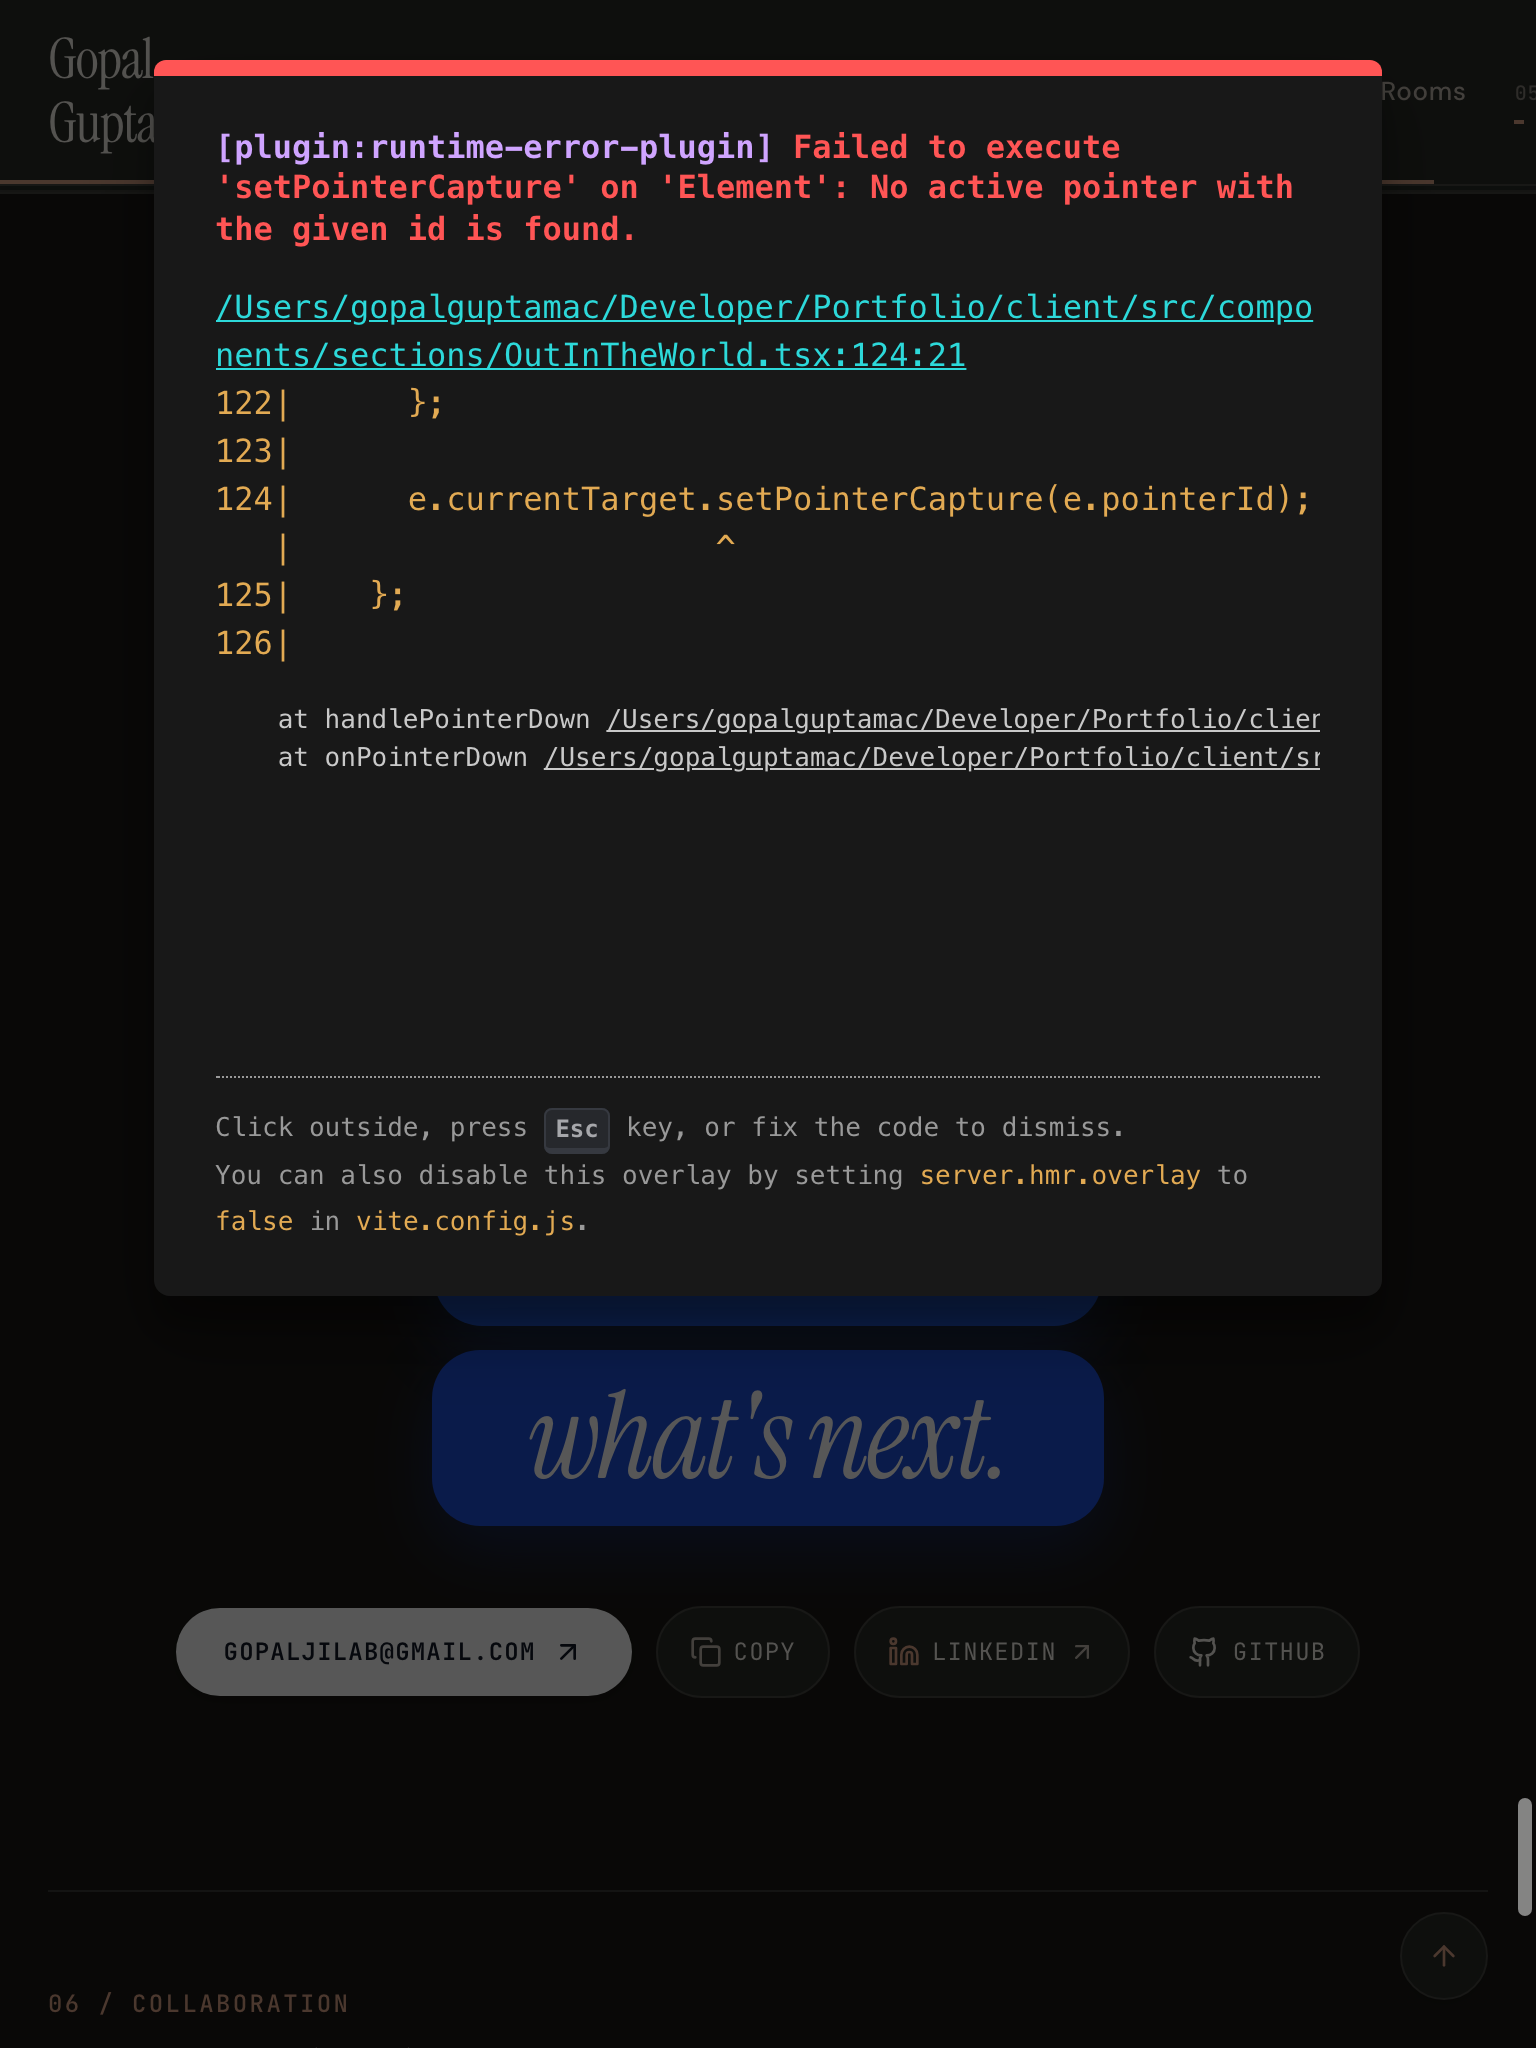 Gopal
Gupta
Rooms
05
[plugin:runtime-error-plugin] Failed to execute
'setPointerCapture' on 'Element': No active pointer with
the given id is found.
/Users/gopalguptamac/Developer/Portfolio/client/src/compo
nents/sections/OutInTheWorld.tsx:124:21
122|      };
123|
124|      e.currentTarget.setPointerCapture(e.pointerId);
   |                      ^
125|    };
126|
at handlePointerDown /Users/gopalguptamac/Developer/Portfolio/clien
at onPointerDown /Users/gopalguptamac/Developer/Portfolio/client/sr
Click outside, press Esc key, or fix the code to dismiss.
You can also disable this overlay by setting server.hmr.overlay to
false in vite.config.js.
what's next.
GOPALJILAB@GMAIL.COM
COPY
LINKEDIN
GITHUB
06 / COLLABORATION